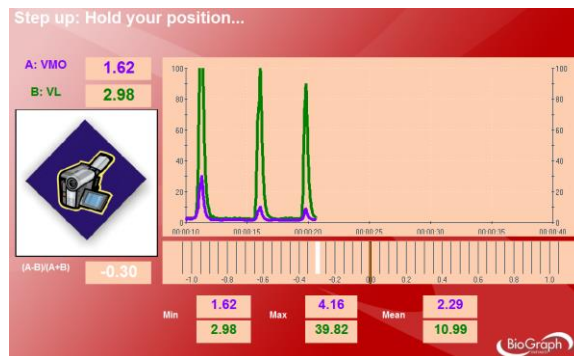 Step up: Hold your position...
A: VMO 1.62
B: VL 2.98
100 80 60 40 20 0
100 80 60 40 20 0
00:00:10 00:00:15 00:00:20 00:00:25 00:00:30 00:00:35 00:00:40
(A-B)/(A+B) -0.30
-1.0 -0.8 -0.6 -0.4 -0.2 0.0 0.2 0.4 0.6 0.8 1.0
Min 1.62 Max 4.16 Mean 2.29
2.98 39.82 10.99
BioGraph